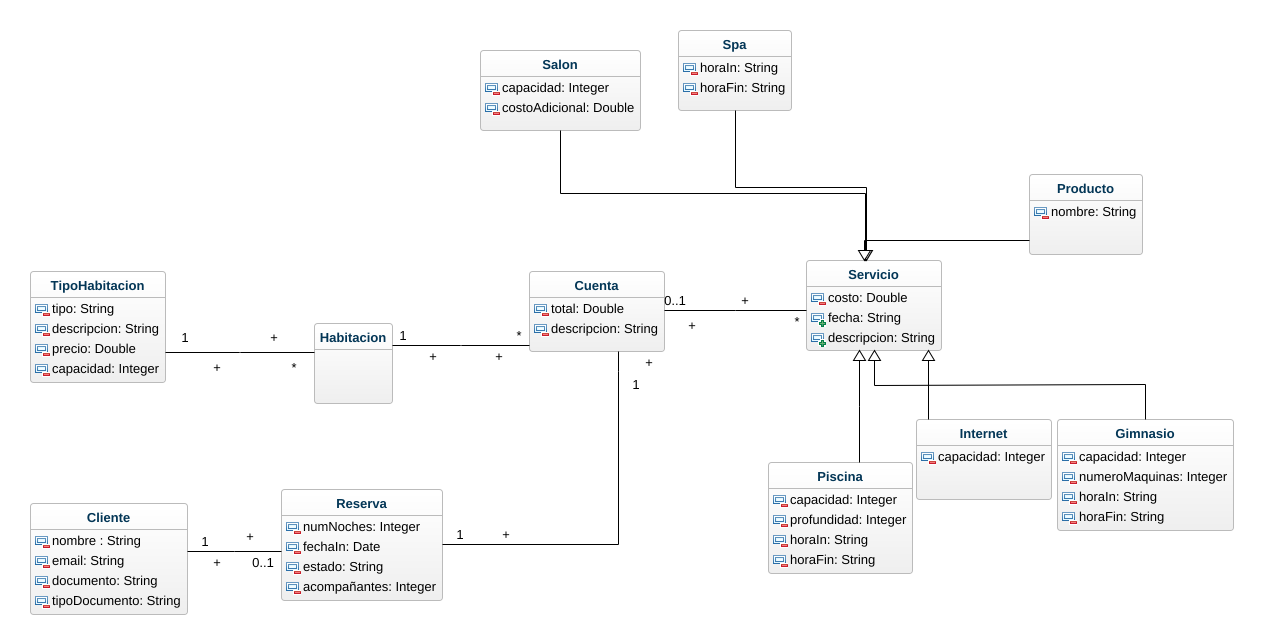 Spa
horaIn: String
horaFin: String
Salon
capacidad: Integer
costoAdicional: Double
Producto
nombre: String
TipoHabitacion
tipo: String
descripcion: String
precio: Double
capacidad: Integer
1
+
+
*
Habitacion
1
*
+
+
Cuenta
total: Double
descripcion: String
0..1
+
+
*
+
1
Servicio
costo: Double
fecha: String
descripcion: String
Internet
capacidad: Integer
Gimnasio
capacidad: Integer
numeroMaquinas: Integer
horaIn: String
horaFin: String
Piscina
capacidad: Integer
profundidad: Integer
horaIn: String
horaFin: String
Cliente
nombre : String
email: String
documento: String
tipoDocumento: String
1
+
+
0..1
Reserva
numNoches: Integer
fechaIn: Date
estado: String
acompañantes: Integer
1
+